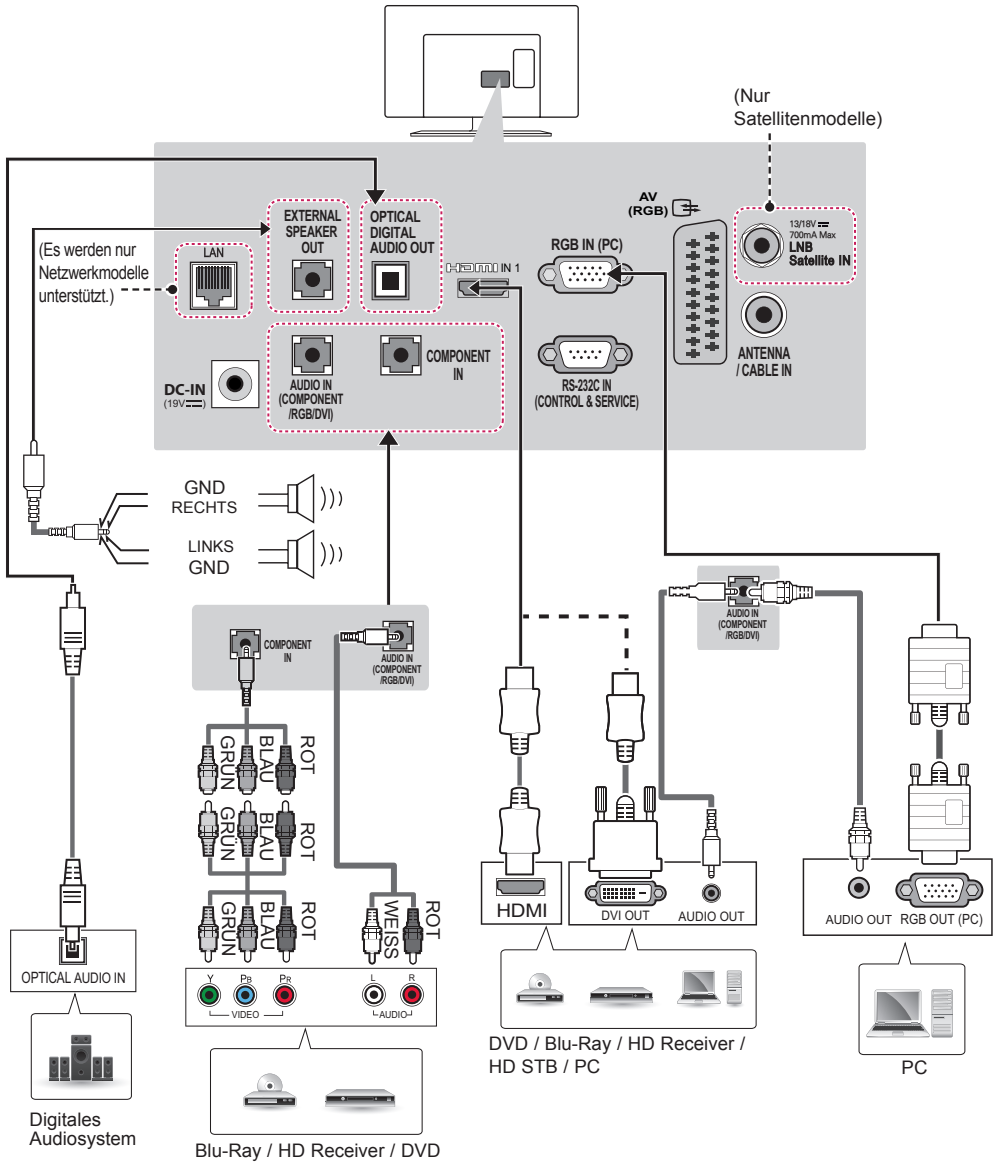 (Nur
Satellitenmodelle)
AV
(RGB)
13/18V
700mA Max
LNB
Satellite IN
EXTERNAL
SPEAKER
OUT
OPTICAL
DIGITAL
AUDIO OUT
RGB IN (PC)
(Es werden nur
Netzwerkmodelle
unterstützt.)
LAN
HDMI IN 1
ANTENNA
/ CABLE IN
DC-IN
(19V)
AUDIO IN
(COMPONENT
/RGB/DVI)
COMPONENT
IN
RS-232C IN
(CONTROL & SERVICE)
GND
RECHTS
LINKS
GND
COMPONENT
IN
AUDIO IN
(COMPONENT
/RGB/DVI)
AUDIO IN
(COMPONENT
/RGB/DVI)
GRÜN
BLAU
ROT
GRÜN
BLAU
ROT
GRÜN
BLAU
ROT
WEISS
ROT
OPTICAL AUDIO IN
Y PB PR
VIDEO
L R
AUDIO
HDMI
DVI OUT
AUDIO OUT
AUDIO OUT
RGB OUT (PC)
Digitales
Audiosystem
Blu-Ray / HD Receiver / DVD
DVD / Blu-Ray / HD Receiver /
HD STB / PC
PC